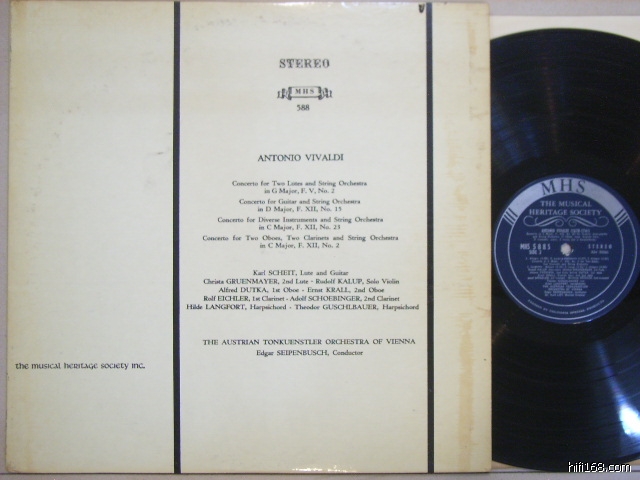 STEREO
MHS
588
ANTONIO VIVALDI
Concerto for Two Lutes and String Orchestra
in G Major, F. V, No. 2
Concerto for Guitar and String Orchestra
in D Major, F. XII, No. 15
Concerto for Diverse Instruments and String Orchestra
in C Major, F. XII, No. 23
Concerto for Two Oboes, Two Clarinets and String Orchestra
in C Major, F. XII, No. 2
Karl SCHEIT, Lute and Guitar
Christa GRUENMAYER, 2nd Lute - Rudolf KALUP, Solo Violin
Alfred DUTKA, 1st Oboe - Ernst KRALL, 2nd Oboe
Rolf EICHLER, 1st Clarinet - Adolf SCHOEBINGER, 2nd Clarinet
Hilde LANGFORT, Harpsichord - Theodor GUSCHLBAUER, Harpsichord
THE AUSTRIAN TONKUENSTLER ORCHESTRA OF VIENNA
Edgar SEIPENBUSCH, Conductor
the musical heritage society inc.
MHS
THE MUSICAL
HERITAGE SOCIETY
MHS 588S
STEREO
hifi168.com